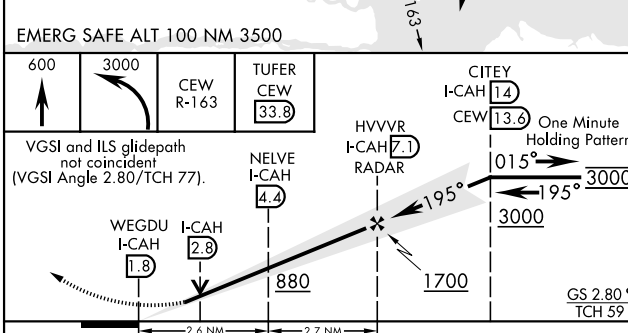 163
EMERG SAFE ALT 100 NM 3500
600
3000
CEW
R-163
TUFER
CEW
33.8
CITEY
I-CAH 14
CEW 13.6
One Minute
Holding Pattern
HVVVR
I-CAH 7.1
RADAR
VGSI and ILS glidepath
not coincident
(VGSI Angle 2.80/TCH 77).
NELVE
I-CAH
4.4
015°
3000
195°
195°
3000
WEGDU
I-CAH
1.8
I-CAH
2.8
880
1700
GS 2.80°
TCH 59
2.6 NM
2.7 NM